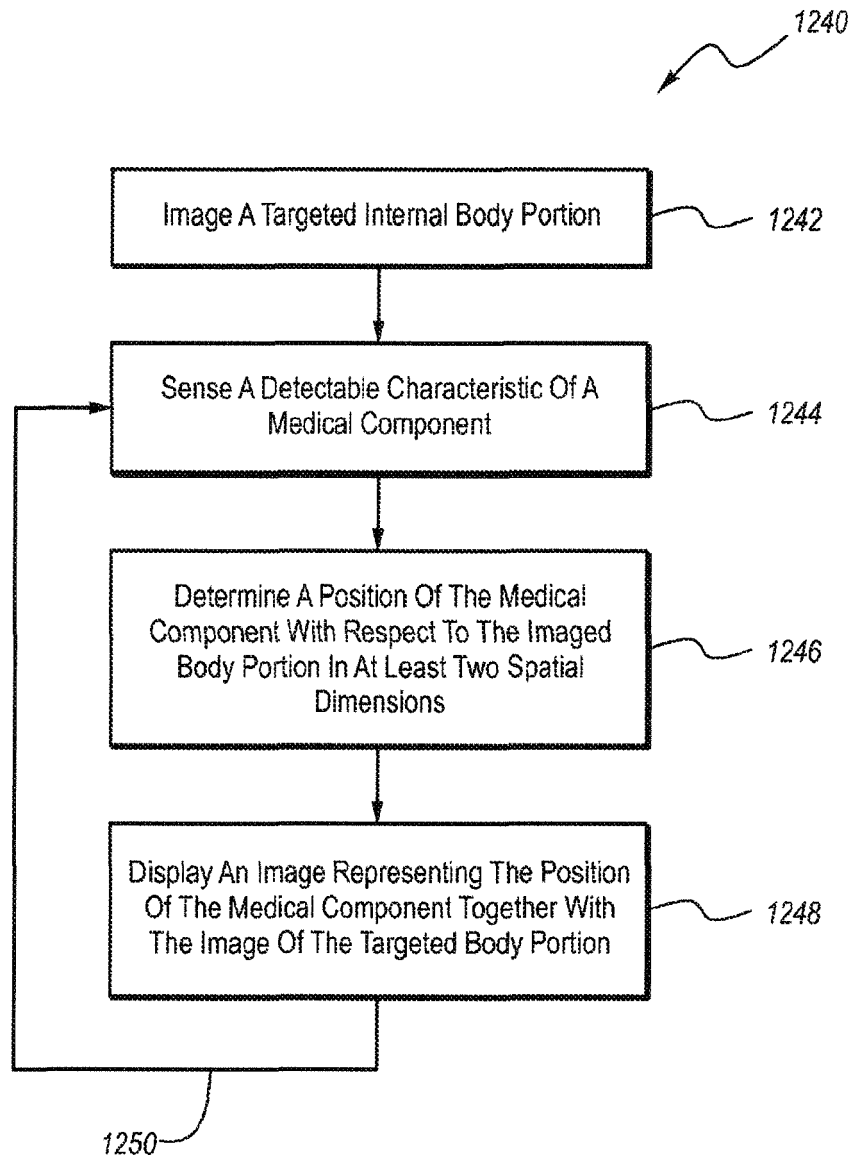 1240
Image A Targeted Internal Body Portion
1242
Sense A Detectable Characteristic Of A
Medical Component
1244
Determine A Position Of The Medical
Component With Respect To The Imaged
Body Portion In At Least Two Spatial
Dimensions
1246
Display An Image Representing The Position
Of The Medical Component Together With
The Image Of The Targeted Body Portion
1248
1250